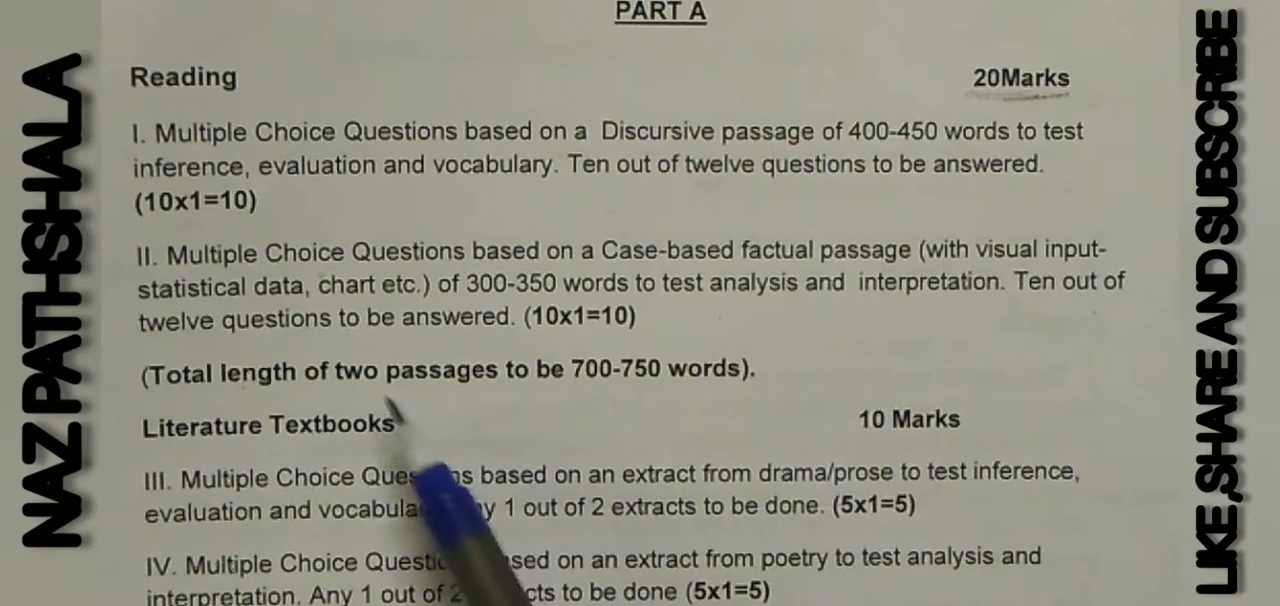 PART A
Reading 20Marks
I. Multiple Choice Questions based on a Discursive passage of 400-450 words to test
inference, evaluation and vocabulary. Ten out of twelve questions to be answered.
(10x1=10)
II. Multiple Choice Questions based on a Case-based factual passage (with visual input-
statistical data, chart etc.) of 300-350 words to test analysis and interpretation. Ten out of
twelve questions to be answered. (10x1=10)
(Total length of two passages to be 700-750 words).
Literature Textbooks 10 Marks
III. Multiple Choice based on an extract from drama/prose to test inference,
evaluation and 1 out of 2 extracts to be done. (5x1=5)
IV. Multiple Choice on an extract from poetry to test analysis and
interpretation. Any 1 out of to be done (5x1=5)
NAZ PATHSHALA
LIKE,SHARE AND SUBSCRIBE